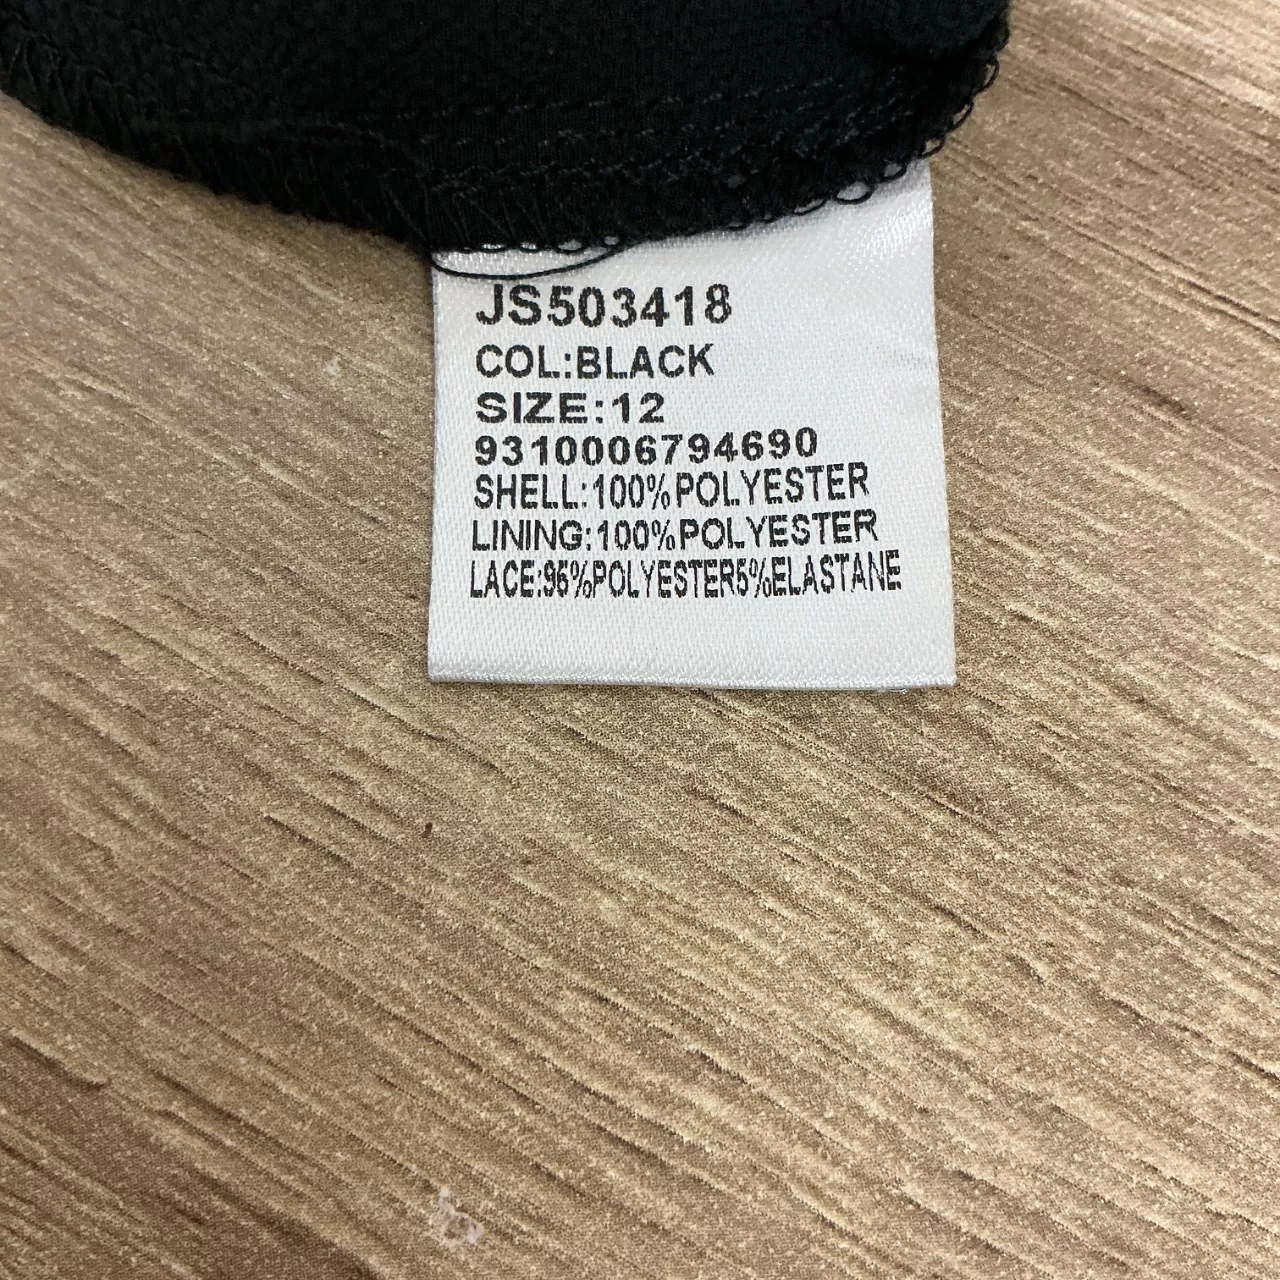 JS503418
COL:BLACK
SIZE:12
9310006794690
SHELL:100%POLYESTER
LINING:100%POLYESTER
LACE:95%POLYESTER5%ELASTANE